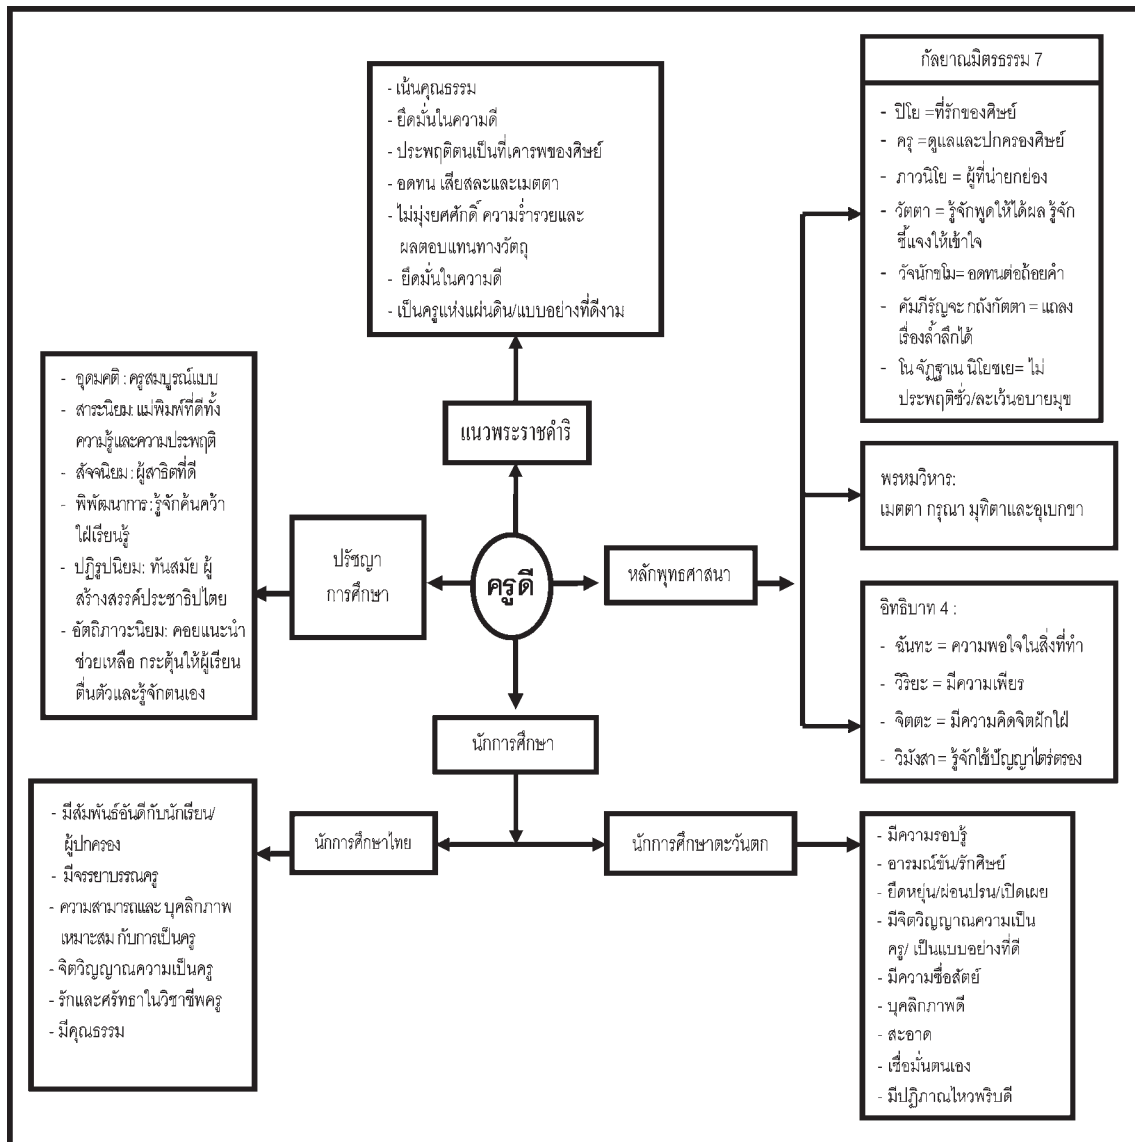 กัลยาณมิตรธรรม 7
- ปิโย =ที่รักของศิษย์
- ครุ =ดูแลและปกครองศิษย์
- ภาวนิโย = ผู้ที่น่ายกย่อง
- วัตตา = รู้จักพูดให้ได้ผล รู้จัก
ชี้แจงให้เข้าใจ
- วัจนักขโม= อดทนต่อถ้อยคำ
- คัมภีรัญจะ กถังกัตตา = แถลง
เรื่องล้ำลึกได้
- โน จัฏฐาเน นิโยชเย= ไม่
ประพฤติชั่ว/ละเว้นอบายมุข
- เน้นคุณธรรม
- ยึดมั่นในความดี
- ประพฤติตนเป็นที่เคารพของศิษย์
- อดทน เสียสละและเมตตา
- ไม่มุ่งยศศักดิ์ ความร่ำรวยและ
ผลตอบแทนทางวัตถุ
- ยึดมั่นในความดี
- เป็นครูแห่งแผ่นดิน/แบบอย่างที่ดีงาม
แนวพระราชดำริ
- อุดมคติ : ครูสมบูรณ์แบบ
- สาระนิยม: แม่พิมพ์ที่ดีทั้ง
ความรู้และความประพฤติ
- สัจจนิยม : ผู้สาธิตที่ดี
- พิพัฒนาการ : รู้จักค้นคว้า
ใฝ่เรียนรู้
- ปฏิรูปนิยม: ทันสมัย ผู้
สร้างสรรค์ประชาธิปไตย
- อัตถิภาวะนิยม: คอยแนะนำ
ช่วยเหลือ กระตุ้นให้ผู้เรียน
ตื่นตัวและรู้จักตนเอง
ปรัชญา
การศึกษา
ครูดี
หลักพุทธศาสนา
พรหมวิหาร:
เมตตา กรุณา มุทิตาและอุเบกขา
อิทธิบาท 4 :
- ฉันทะ = ความพอใจในสิ่งที่ทำ
- วิริยะ = มีความเพียร
- จิตตะ = มีความคิดจิตฝักใฝ่
- วิมังสา = รู้จักใช้ปัญญาไตร่ตรอง
นักการศึกษา
นักการศึกษาไทย
นักการศึกษาตะวันตก
- มีสัมพันธ์อันดีกับนักเรียน/
ผู้ปกครอง
- มีจรรยาบรรณครู
- ความสามารถและ บุคลิกภาพ
เหมาะสม กับการเป็นครู
- จิตวิญญาณความเป็นครู
- รักและศรัทธาในวิชาชีพครู
- มีคุณธรรม
- มีความรอบรู้
- อารมณ์ขัน/รักศิษย์
- ยืดหยุ่น/ผ่อนปรน/เปิดเผย
- มีจิตวิญญาณความเป็น
ครู/ เป็นแบบอย่างที่ดี
- มีความซื่อสัตย์
- บุคลิกภาพดี
- สะอาด
- เชื่อมั่นตนเอง
- มีปฏิภาณไหวพริบดี